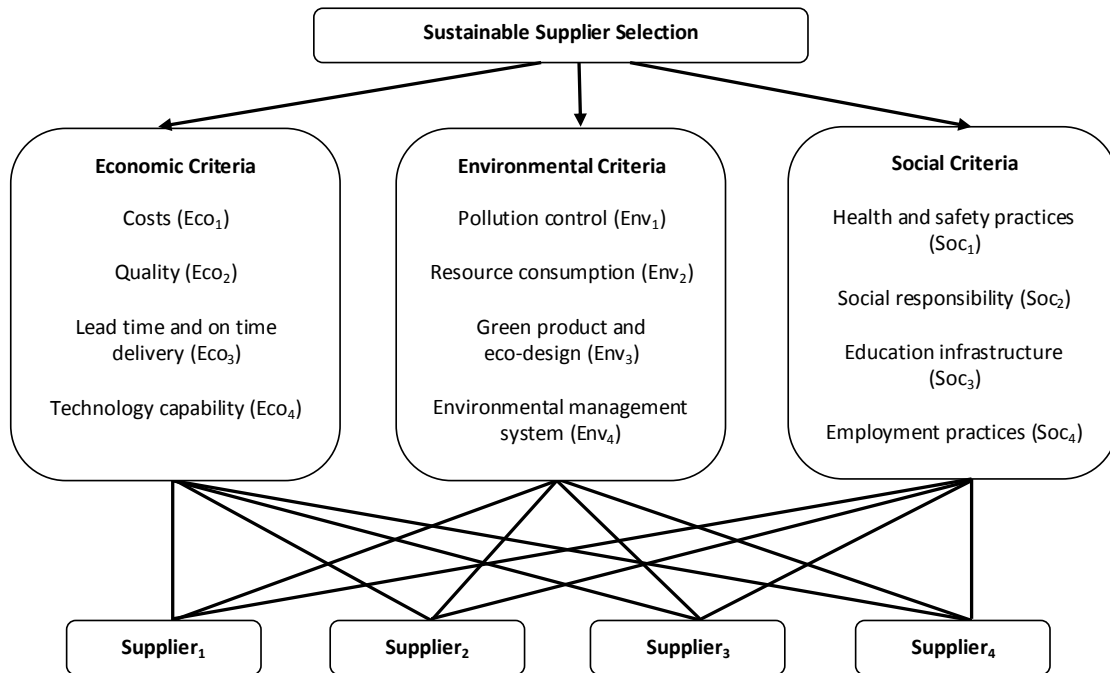 Sustainable Supplier Selection
Economic Criteria
Costs (Eco₁)
Quality (Eco₂)
Lead time and on time
delivery (Eco₃)
Technology capability (Eco₄)
Environmental Criteria
Pollution control (Env₁)
Resource consumption (Env₂)
Green product and
eco-design (Env₃)
Environmental management
system (Env₄)
Social Criteria
Health and safety practices
(Soc₁)
Social responsibility (Soc₂)
Education infrastructure
(Soc₃)
Employment practices (Soc₄)
Supplier₁
Supplier₂
Supplier₃
Supplier₄